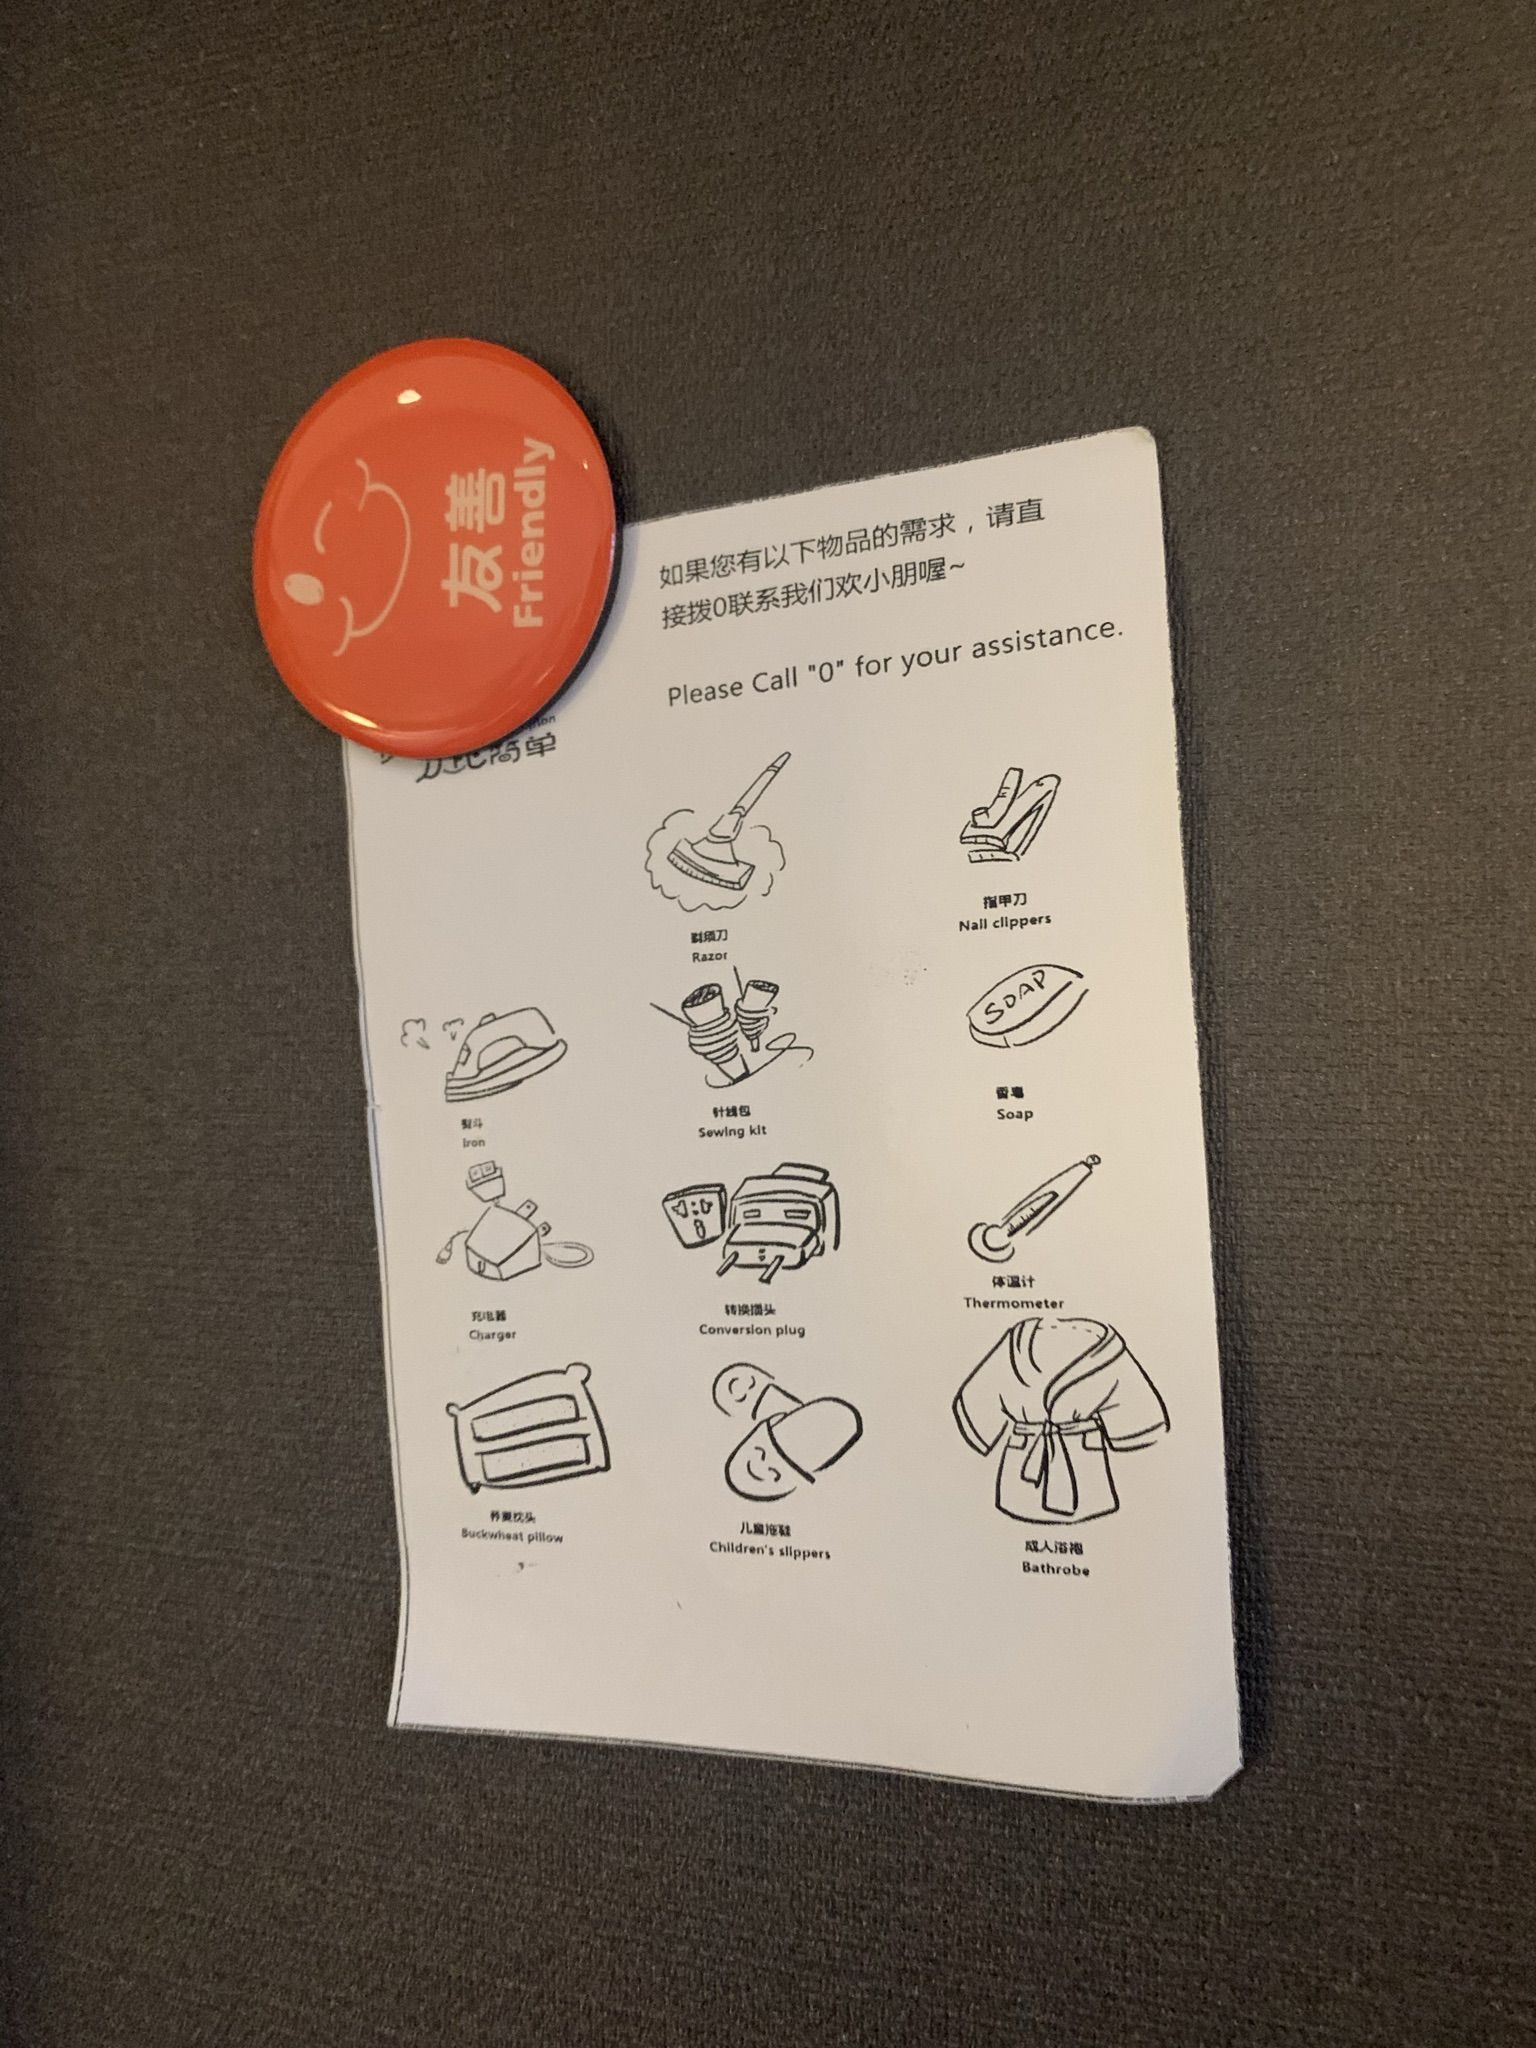 友善
Friendly
如果您有以下物品的需求，请直
接拨0联系我们欢小朋喔~
Please Call "0" for your assistance.
简单
剃须刀
Razor
指甲刀
Nail clippers
熨斗
Iron
针线包
Sewing kit
SOAP
香皂
Soap
充电器
Charger
转换插头
Conversion plug
体温计
Thermometer
荞麦枕头
Buckwheat pillow
儿童拖鞋
Children's slippers
成人浴袍
Bathrobe